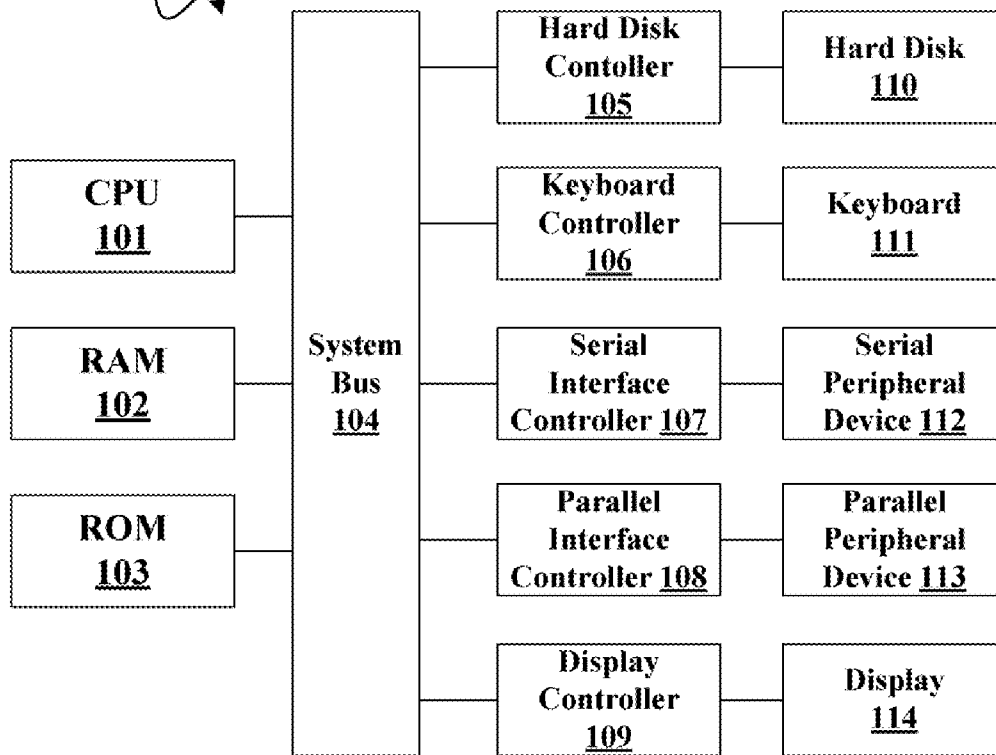 CPU
101
RAM
102
ROM
103
System
Bus
104
Hard Disk
Contoller
105
Hard Disk
110
Keyboard
Controller
106
Keyboard
111
Serial
Interface
Controller 107
Serial
Peripheral
Device 112
Parallel
Interface
Controller 108
Parallel
Peripheral
Device 113
Display
Controller
109
Display
114